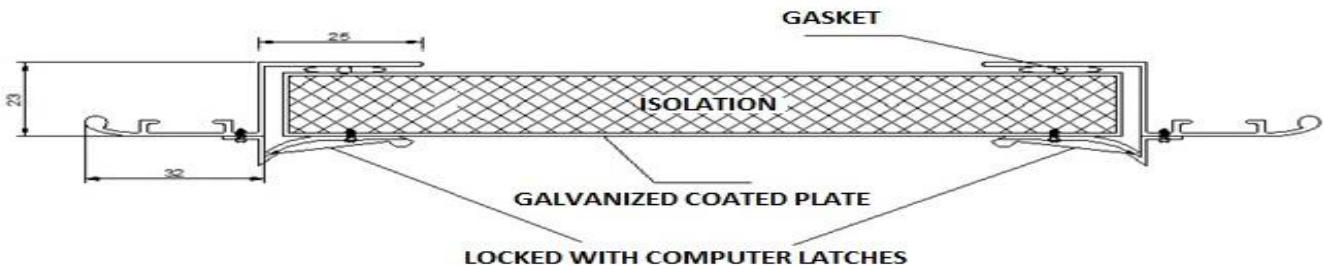 GASKET
25
23
ISOLATION
32
GALVANIZED COATED PLATE
LOCKED WITH COMPUTER LATCHES